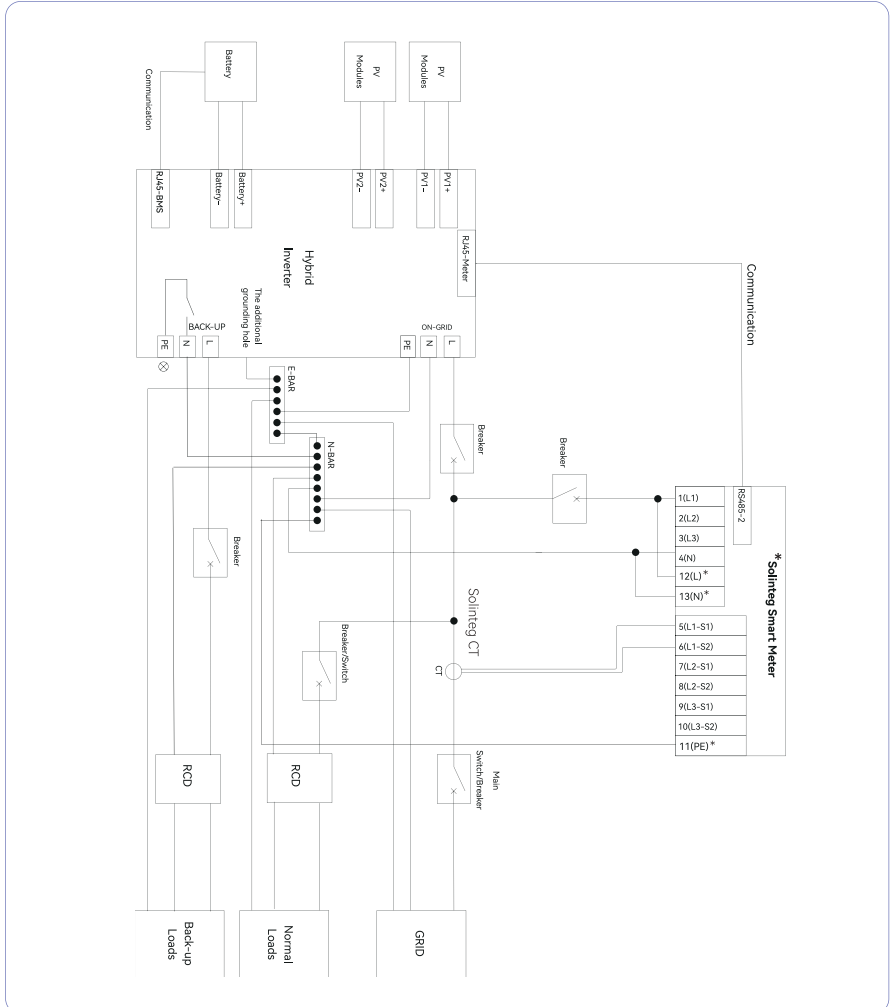 Battery
PV
Modules
PV
Modules
Communication
RJ45-BMS
Battery-
Battery+
PV2-
PV2+
PV1-
PV1+
RJ45-Meter
Communication
Hybrid
Inverter
The additional
grounding hole
BACK-UP
ON-GRID
PE
N
L
PE
N
L
E-BAR
N-BAR
Breaker
Breaker
Breaker
RS485-2
1(L1)
2(L2)
3(L3)
4(N)
12(L)*
13(N)*
5(L1-S1)
6(L1-S2)
7(L2-S1)
8(L2-S2)
9(L3-S1)
10(L3-S2)
11(PE)*
*Solinteg Smart Meter
Solinteg CT
CT
Breaker/Switch
Main
Switch/Breaker
RCD
RCD
Back-up
Loads
Normal
Loads
GRID